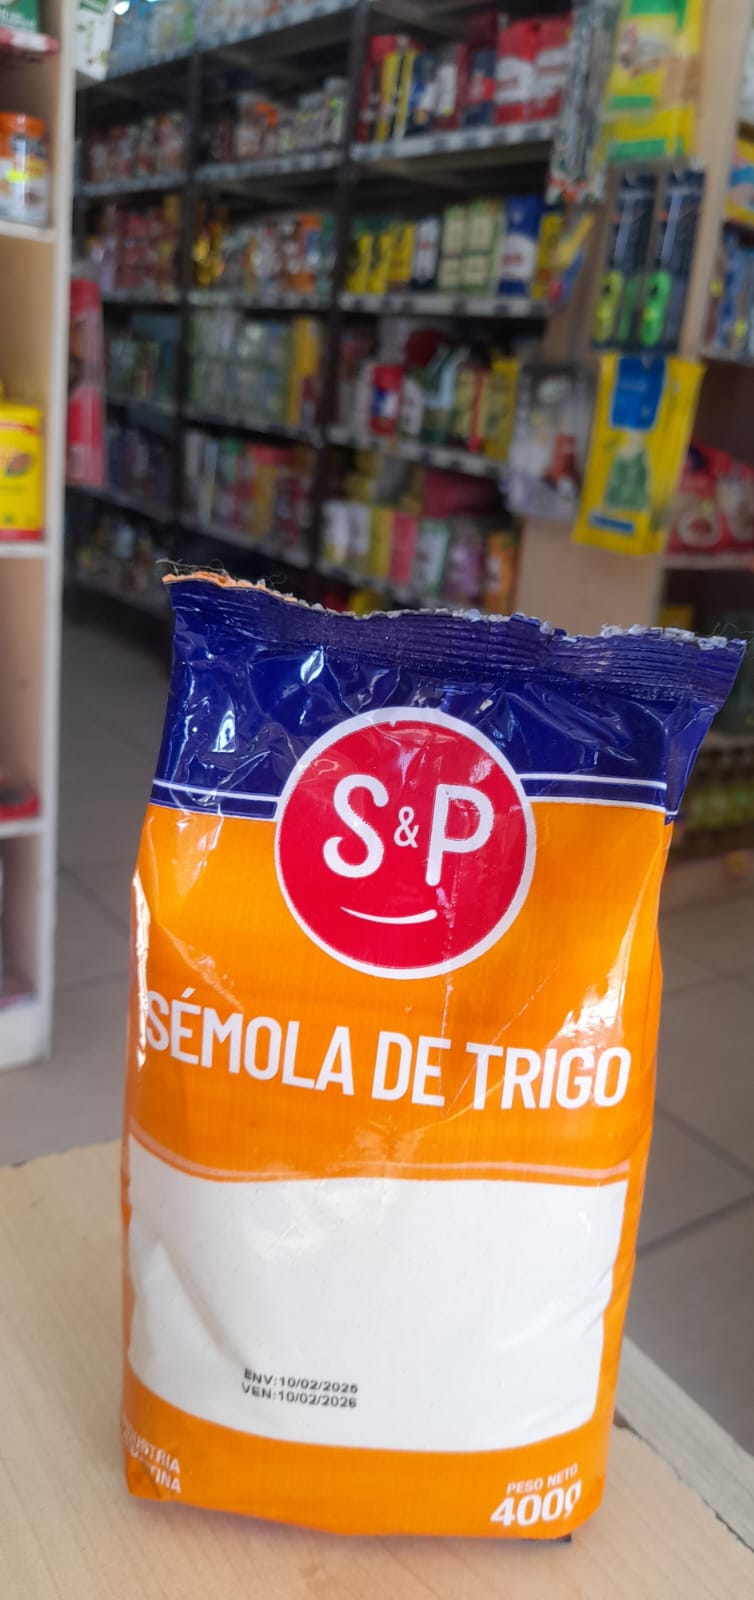 S&P
SÉMOLA DE TRIGO
ENV:10/02/2025
VEN:10/02/2026
PESO NETO
400g